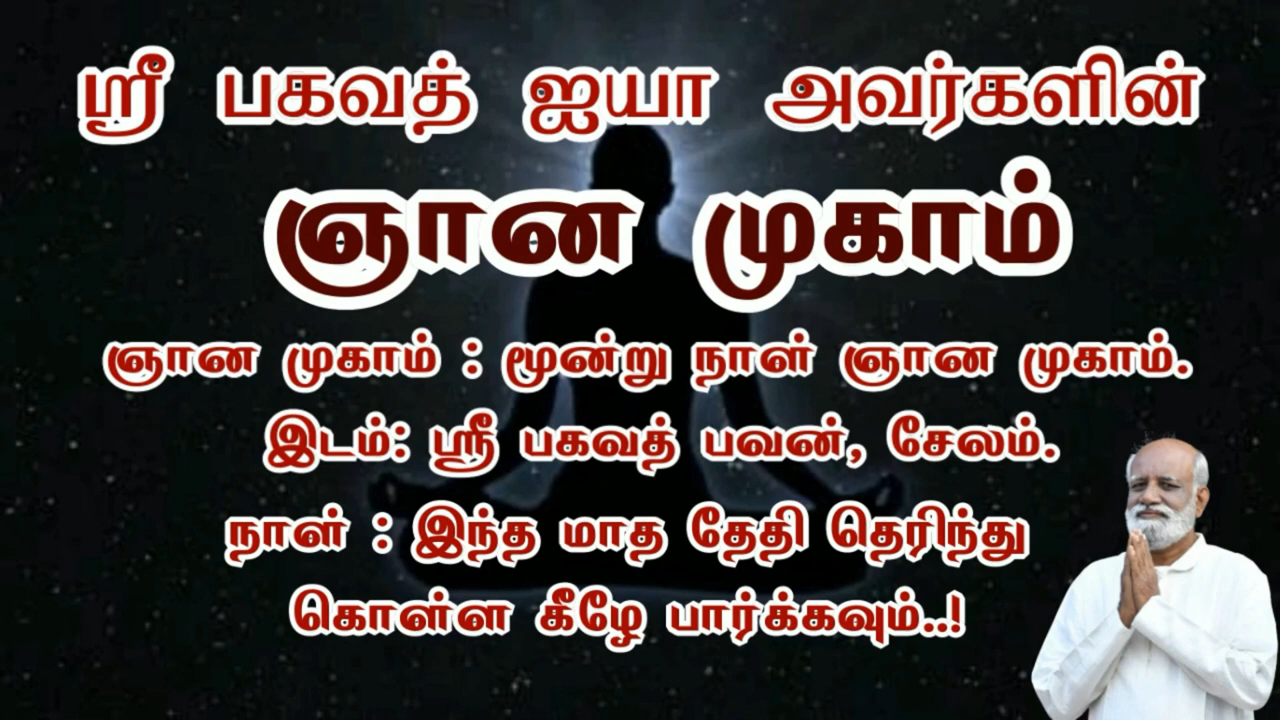 ஸ்ரீ பகவத் ஐயா அவர்களின்
ஞான முகாம்
ஞான முகாம் : மூன்று நாள் ஞான முகாம்.
இடம்: ஸ்ரீ பகவத் பவன், சேலம்.
நாள் : இந்த மாத தேதி தெரிந்து
கொள்ள கீழே பார்க்கவும்..!